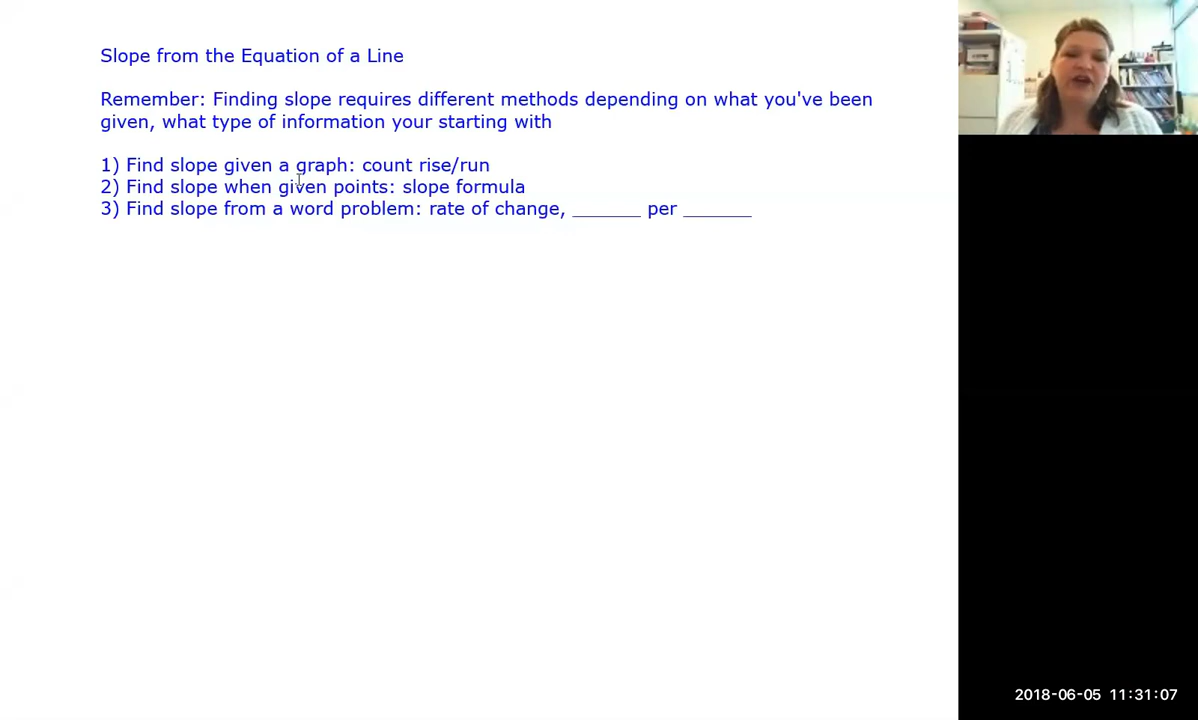 Slope from the Equation of a Line
Remember: Finding slope requires different methods depending on what you've been
given, what type of information your starting with
1) Find slope given a graph: count rise/run
2) Find slope when given points: slope formula
3) Find slope from a word problem: rate of change, _______ per _______
2018-06-05 11:31:07